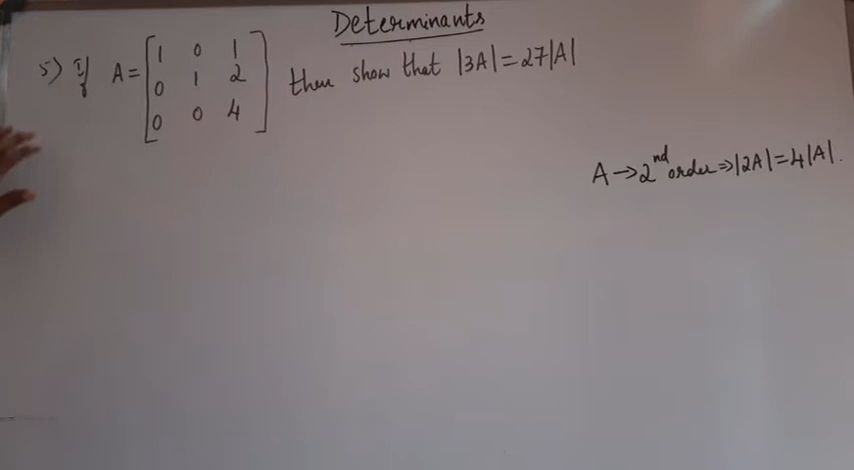 Determinants
5) If A = [1 0 1
0 1 2
0 0 4] then show that |3A| = 27|A|
A → 2nd order ⇒ |2A| = 4|A|.